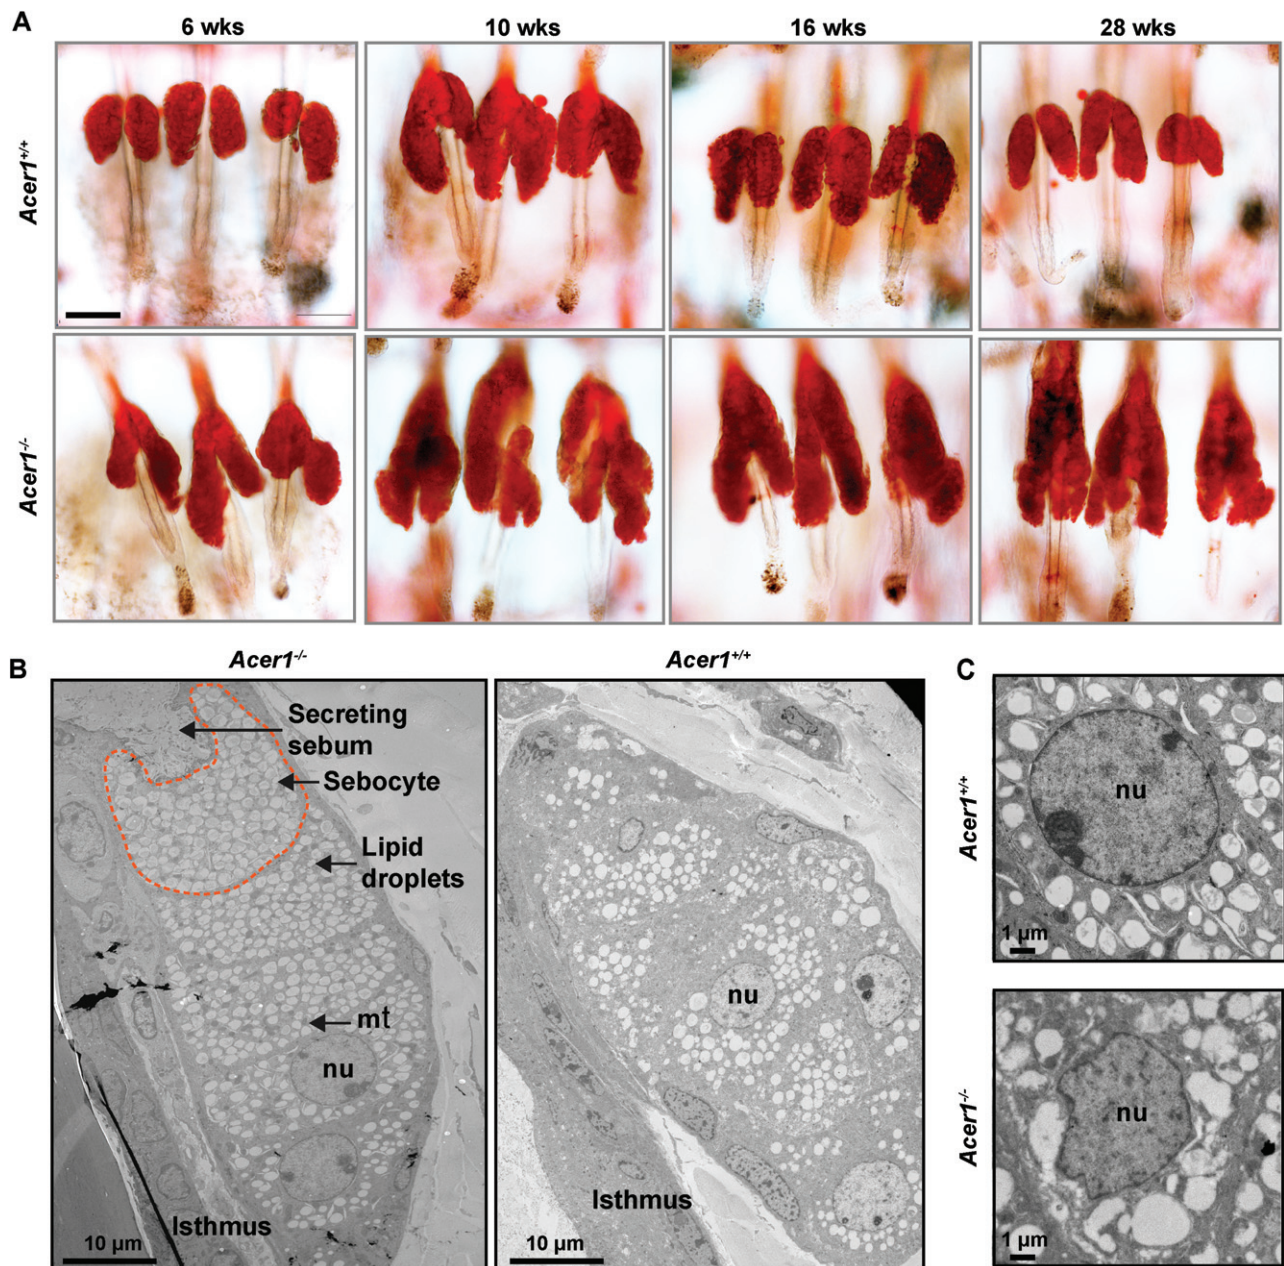 A
6 wks
10 wks
16 wks
28 wks
Acer1+/+
Acer1-/-
B
Acer1-/-
Acer1+/+
C
Secreting
sebum
Sebocyte
Lipid
droplets
mt
nu
Isthmus
10 µm
nu
Isthmus
10 µm
Acer1+/+
nu
1 µm
Acer1-/-
nu
1 µm